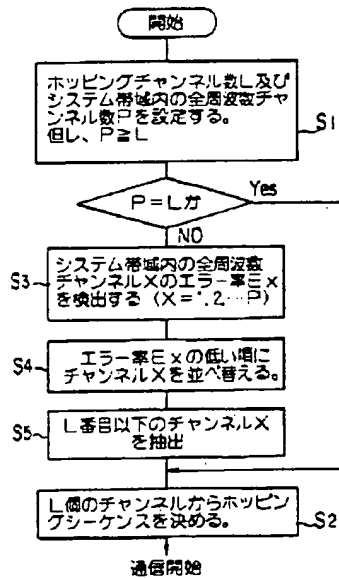 開始
ホッピングチャンネル数L及び
システム帯域内の全周波数チャ
ンネル数Pを設定する。
但し、P≧L
S1
P=Lか
Yes
NO
システム帯域内の全周波数
チャンネルXのエラー率Ex
を検出する (X=1,2…P)
S3
エラー率Exの低い順に
チャンネルXを並べ替える。
S4
L番目以下のチャンネルX
を抽出
S5
L個のチャンネルからホッピン
グシーケンスを決める。
S2
通信開始